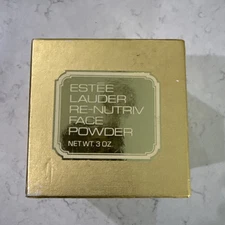 ESTĒE
LAUDER
RE-NUTRIV
FACE
POWDER
NET WT. 3 OZ.